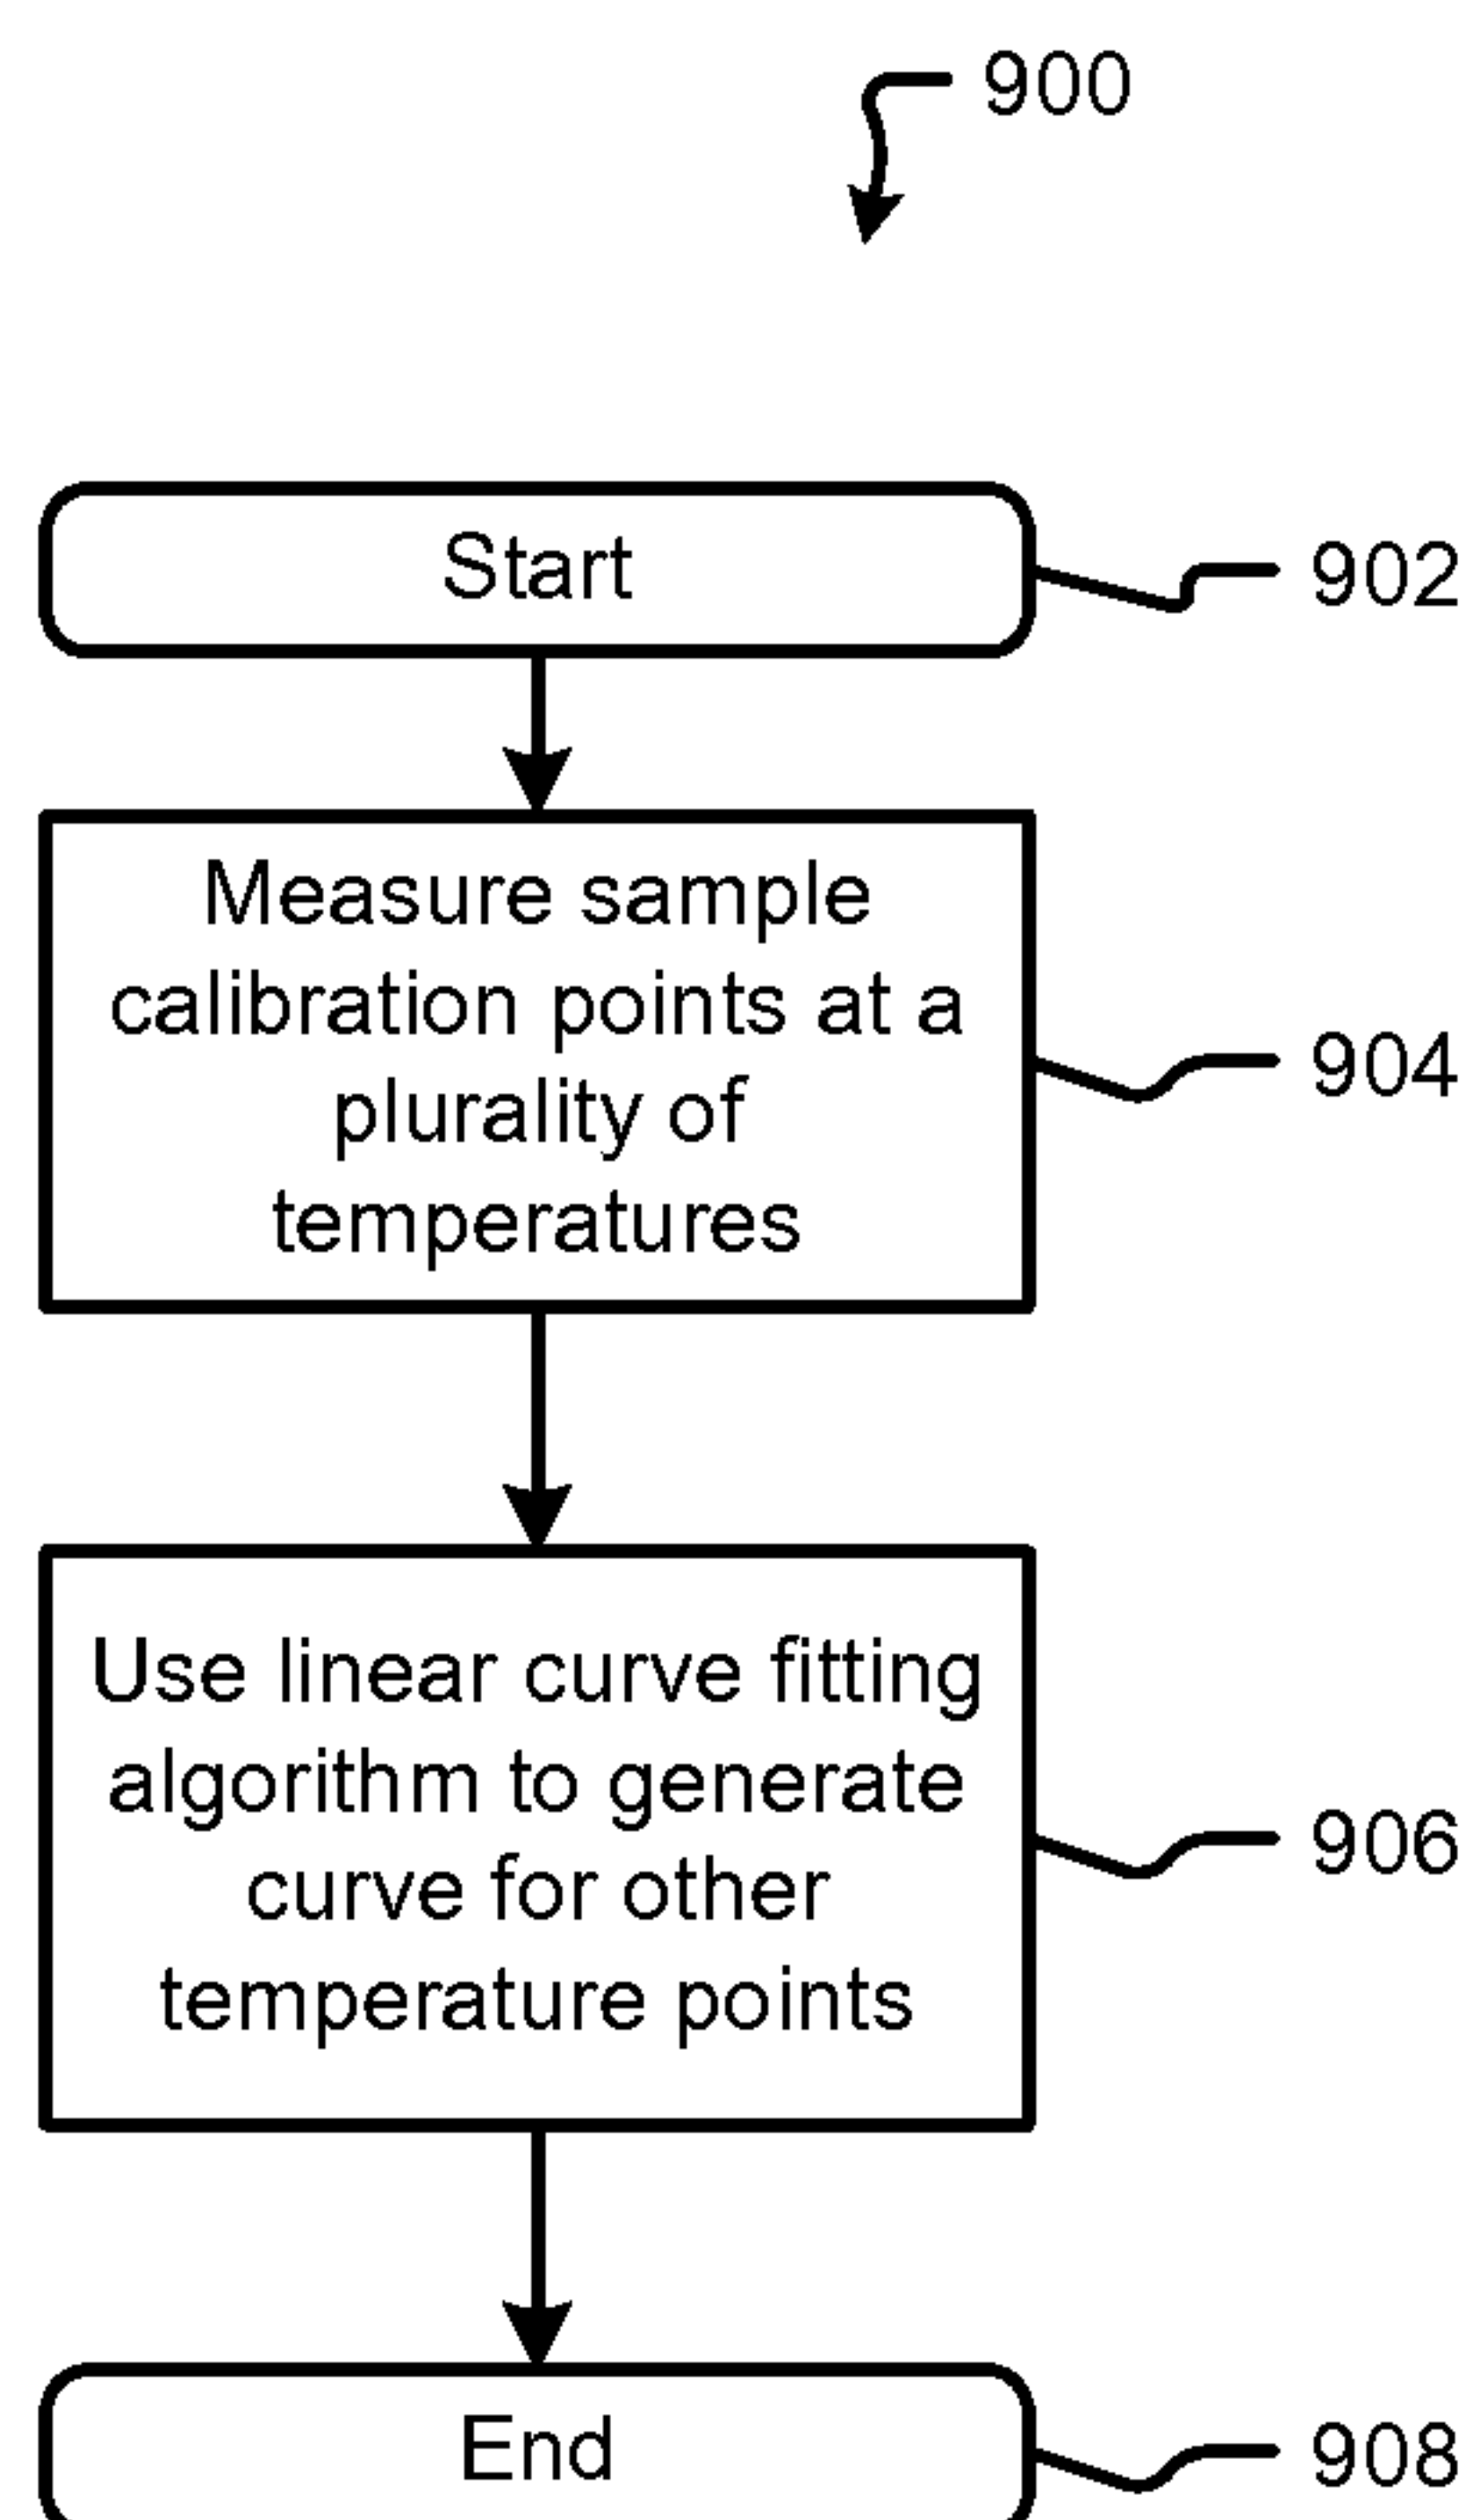 900
Start
902
Measure sample
calibration points at a
plurality of
temperatures
904
Use linear curve fitting
algorithm to generate
curve for other
temperature points
906
End
908